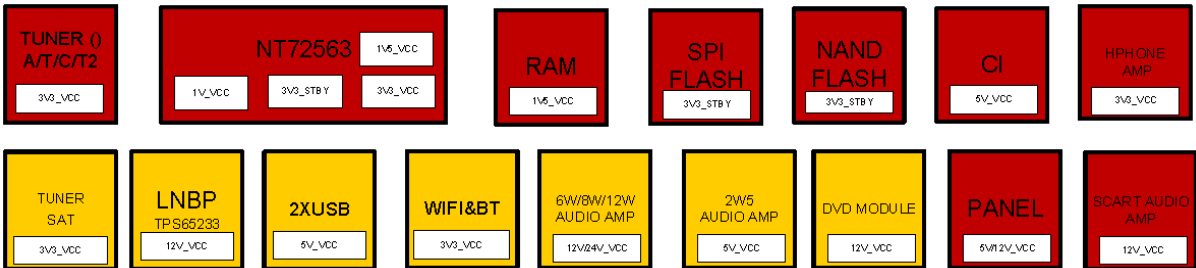 TUNER ()
A/T/C/T2
3V3_VCC
NT72563
1V5_VCC
1V_VCC
3V3_STBY
3V3_VCC
RAM
1V5_VCC
SPI
FLASH
3V3_STBY
NAND
FLASH
3V3_STBY
CI
5V_VCC
HPHONE
AMP
3V3_VCC
TUNER
SAT
3V3_VCC
LNBP
TPS65233
12V_VCC
2XUSB
5V_VCC
WIFI&BT
3V3_VCC
6W/8W/12W
AUDIO AMP
12V/24V_VCC
2W5
AUDIO AMP
5V_VCC
DVD MODULE
12V_VCC
PANEL
5V/12V_VCC
SCART AUDIO
AMP
12V_VCC